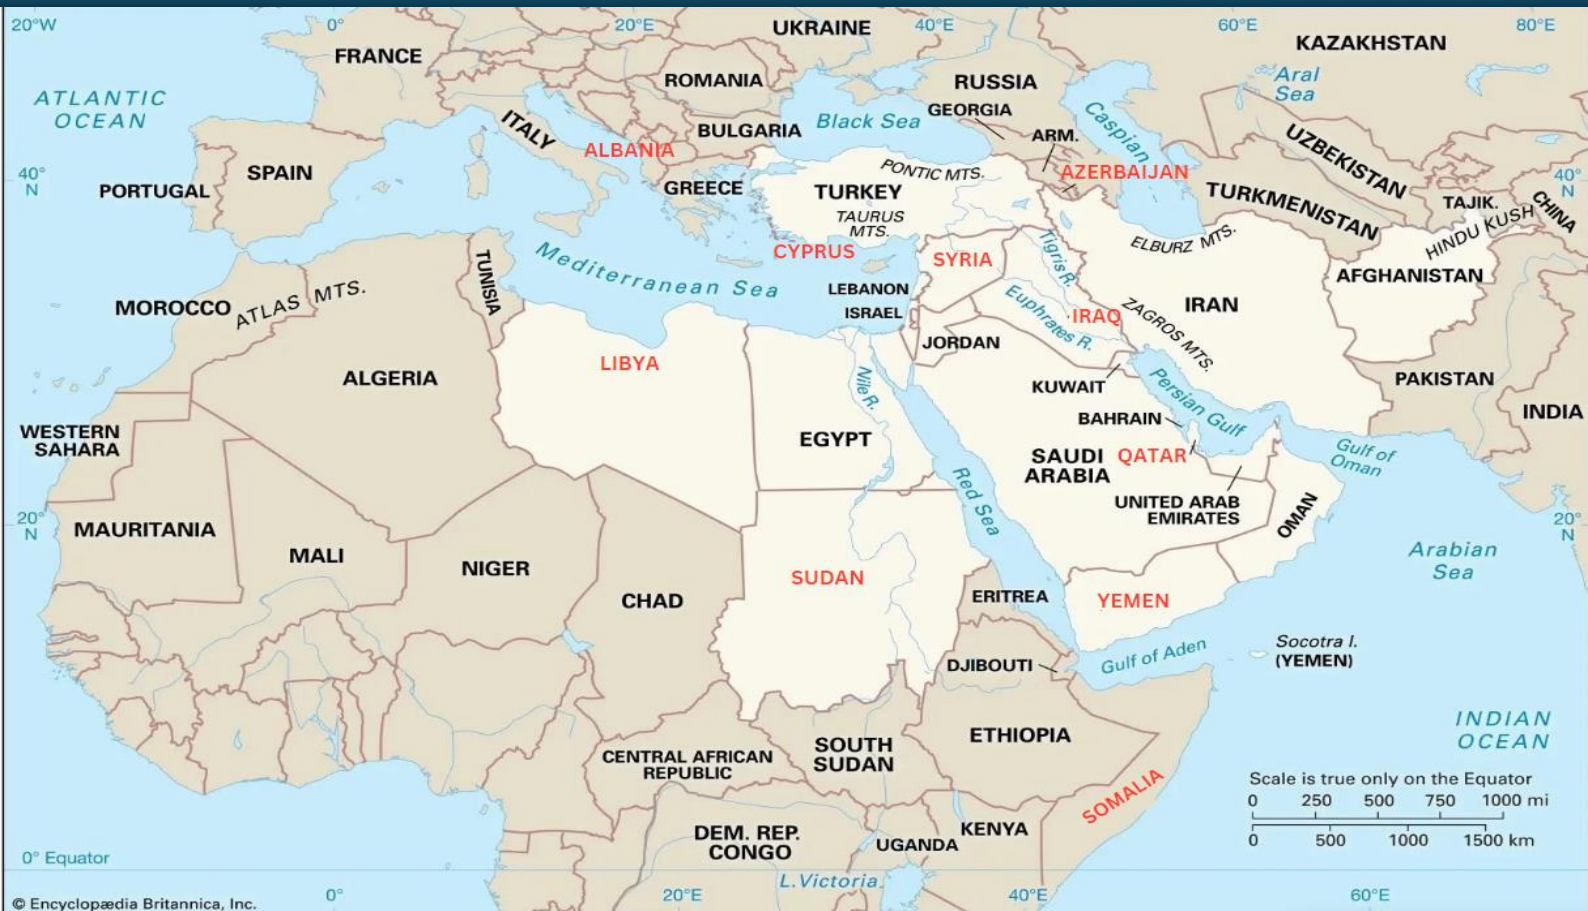 20°W
0°
20°E
40°E
60°E
80°E
UKRAINE
KAZAKHSTAN
FRANCE
ROMANIA
RUSSIA
Aral
Sea
ATLANTIC
OCEAN
GEORGIA
Caspian
ITALY
BULGARIA
Black Sea
ARM.
UZBEKISTAN
ALBANIA
40°
N
SPAIN
PORTUGAL
GREECE
PONTIC MTS.
AZERBAIJAN
TURKEY
TURKMENISTAN
TAJIK.
CHINA
40°
N
TAURUS
MTS.
HINDU KUSH
ELBURZ MTS.
CYPRUS
SYRIA
Tigris R.
TUNISIA
Mediterranean Sea
AFGHANISTAN
LEBANON
MOROCCO
ATLAS MTS.
ISRAEL
Euphrates R.
IRAQ
ZAGROS MTS.
IRAN
JORDAN
LIBYA
ALGERIA
Nile R.
KUWAIT
Persian Gulf
PAKISTAN
INDIA
BAHRAIN
WESTERN
SAHARA
EGYPT
SAUDI
ARABIA
QATAR
Gulf of
Oman
Red Sea
UNITED ARAB
EMIRATES
OMAN
20°
N
20°
N
MAURITANIA
MALI
NIGER
Arabian
Sea
CHAD
SUDAN
ERITREA
YEMEN
Socotra I.
(YEMEN)
DJIBOUTI
Gulf of Aden
INDIAN
OCEAN
ETHIOPIA
CENTRAL AFRICAN
REPUBLIC
SOUTH
SUDAN
SOMALIA
Scale is true only on the Equator
0 250 500 750 1000 mi
0 500 1000 1500 km
DEM. REP.
CONGO
UGANDA
KENYA
0° Equator
L.Victoria
0°
20°E
40°E
60°E
© Encyclopædia Britannica, Inc.